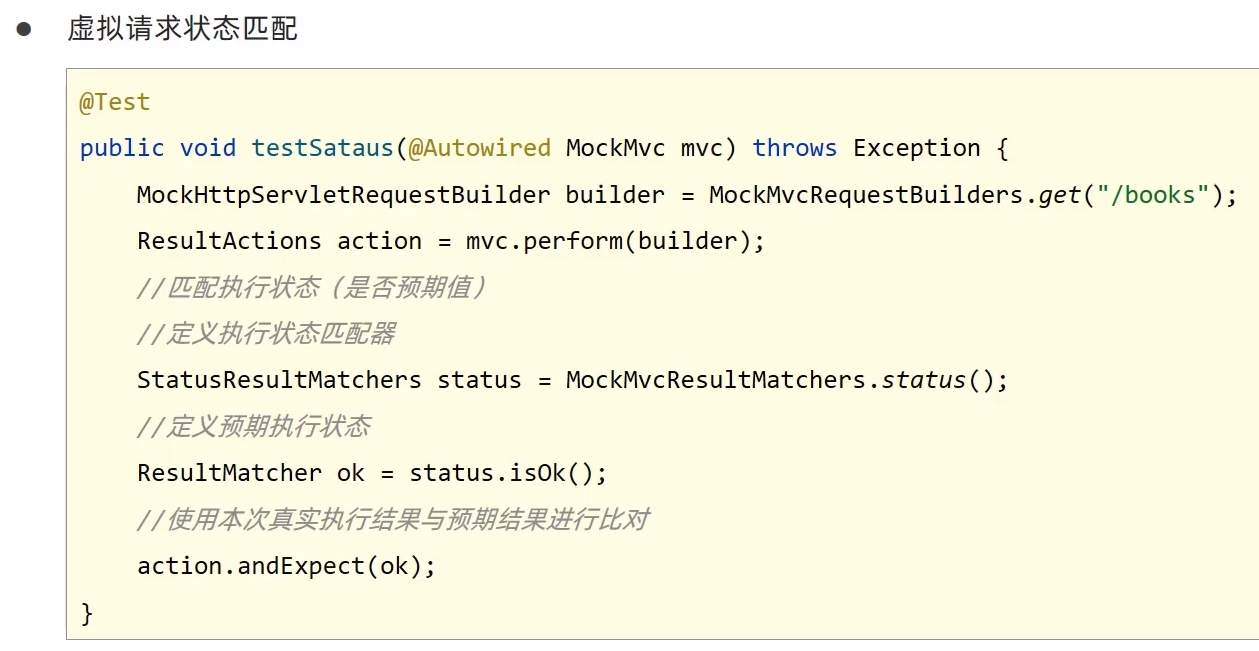 ● 虚拟请求状态匹配
@Test
public void testSataus(@Autowired MockMvc mvc) throws Exception {
    MockHttpServletRequestBuilder builder = MockMvcRequestBuilders.get("/books");
    ResultActions action = mvc.perform(builder);
    //匹配执行状态（是否预期值）
    //定义执行状态匹配器
    StatusResultMatchers status = MockMvcResultMatchers.status();
    //定义预期执行状态
    ResultMatcher ok = status.isOk();
    //使用本次真实执行结果与预期结果进行比对
    action.andExpect(ok);
}